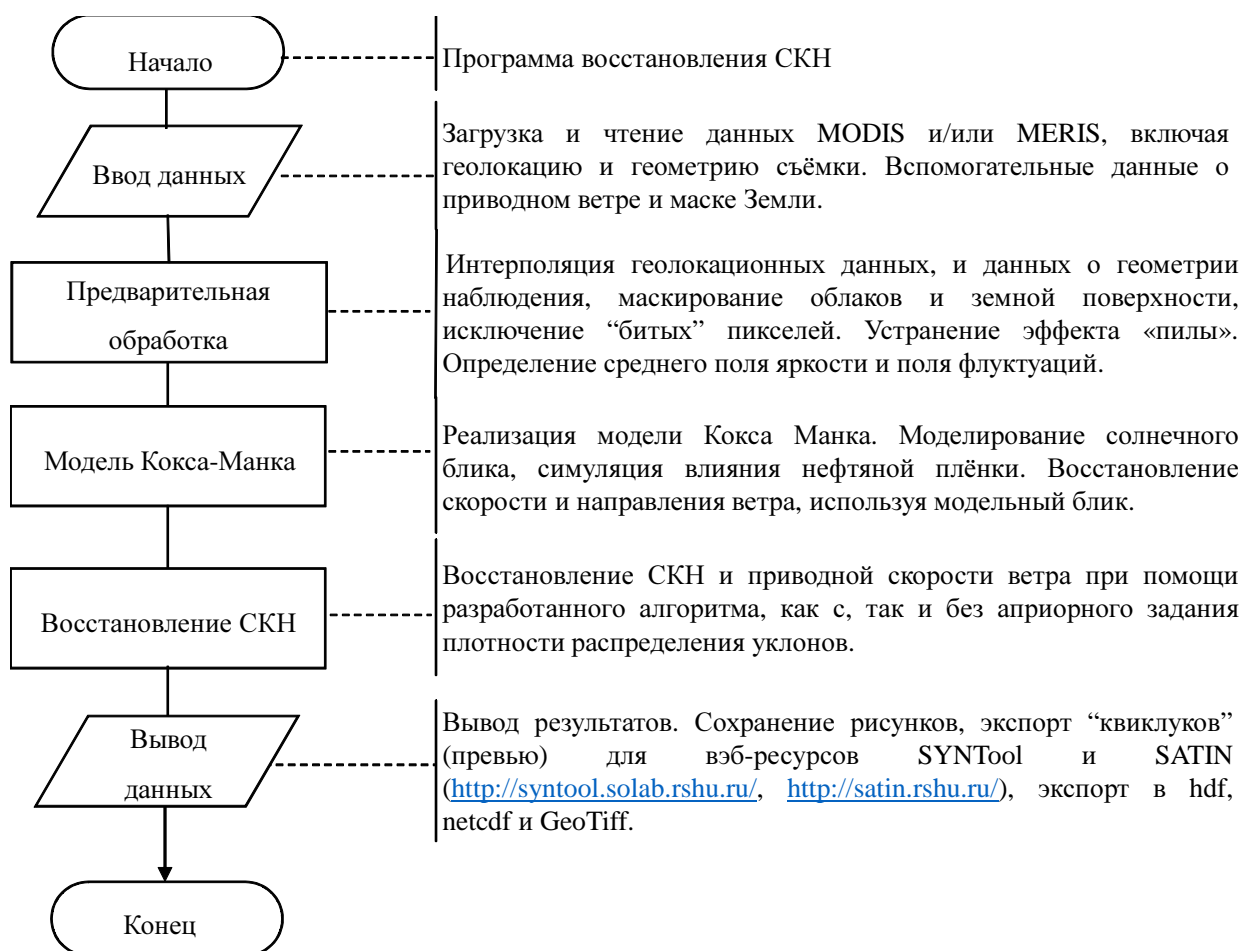 Начало
Программа восстановления СКН
Ввод данных
Загрузка и чтение данных MODIS и/или MERIS, включая
геолокацию и геометрию съёмки. Вспомогательные данные о
приводном ветре и маске Земли.
Предварительная
обработка
Интерполяция геолокационных данных, и данных о геометрии
наблюдения, маскирование облаков и земной поверхности,
исключение “битых” пикселей. Устранение эффекта «пилы».
Определение среднего поля яркости и поля флуктуаций.
Модель Кокса-Манка
Реализация модели Кокса Манка. Моделирование солнечного
блика, симуляция влияния нефтяной плёнки. Восстановление
скорости и направления ветра, используя модельный блик.
Восстановление СКН
Восстановление СКН и приводной скорости ветра при помощи
разработанного алгоритма, как с, так и без априорного задания
плотности распределения уклонов.
Вывод
данных
Вывод результатов. Сохранение рисунков, экспорт “квиклуков”
(превью) для вэб-ресурсов SYNTool и SATIN
(http://syntool.solab.rshu.ru/, http://satin.rshu.ru/), экспорт в hdf,
netcdf и GeoTiff.
Конец